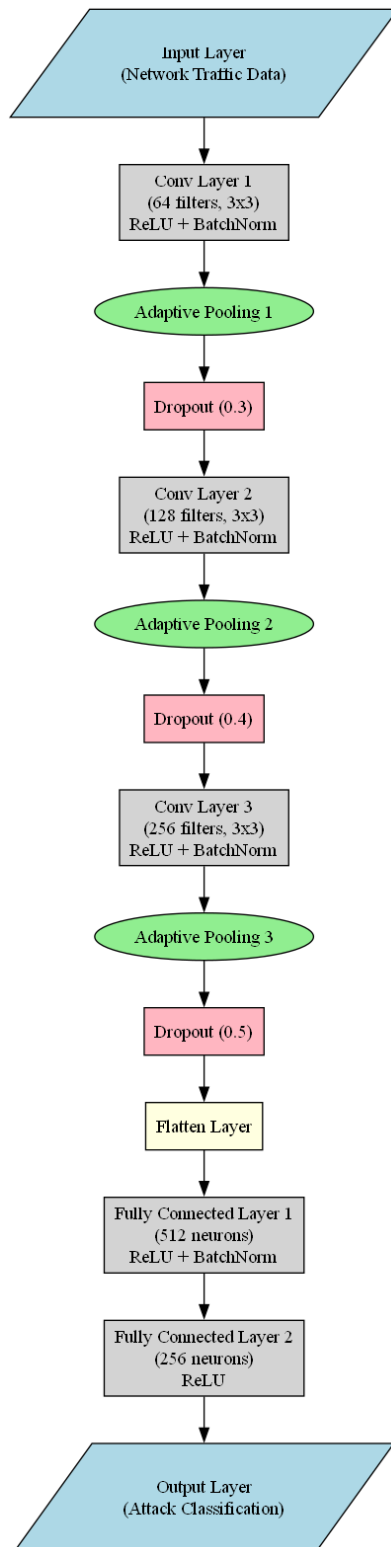 Input Layer
(Network Traffic Data)
Conv Layer 1
(64 filters, 3x3)
ReLU + BatchNorm
Adaptive Pooling 1
Dropout (0.3)
Conv Layer 2
(128 filters, 3x3)
ReLU + BatchNorm
Adaptive Pooling 2
Dropout (0.4)
Conv Layer 3
(256 filters, 3x3)
ReLU + BatchNorm
Adaptive Pooling 3
Dropout (0.5)
Flatten Layer
Fully Connected Layer 1
(512 neurons)
ReLU + BatchNorm
Fully Connected Layer 2
(256 neurons)
ReLU
Output Layer
(Attack Classification)